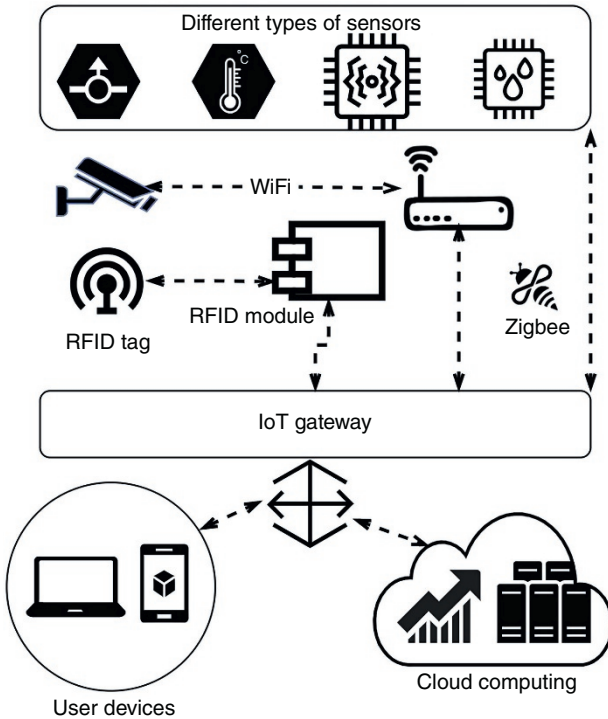 Different types of sensors
°C
WiFi
RFID module
RFID tag
Zigbee
IoT gateway
User devices
Cloud computing